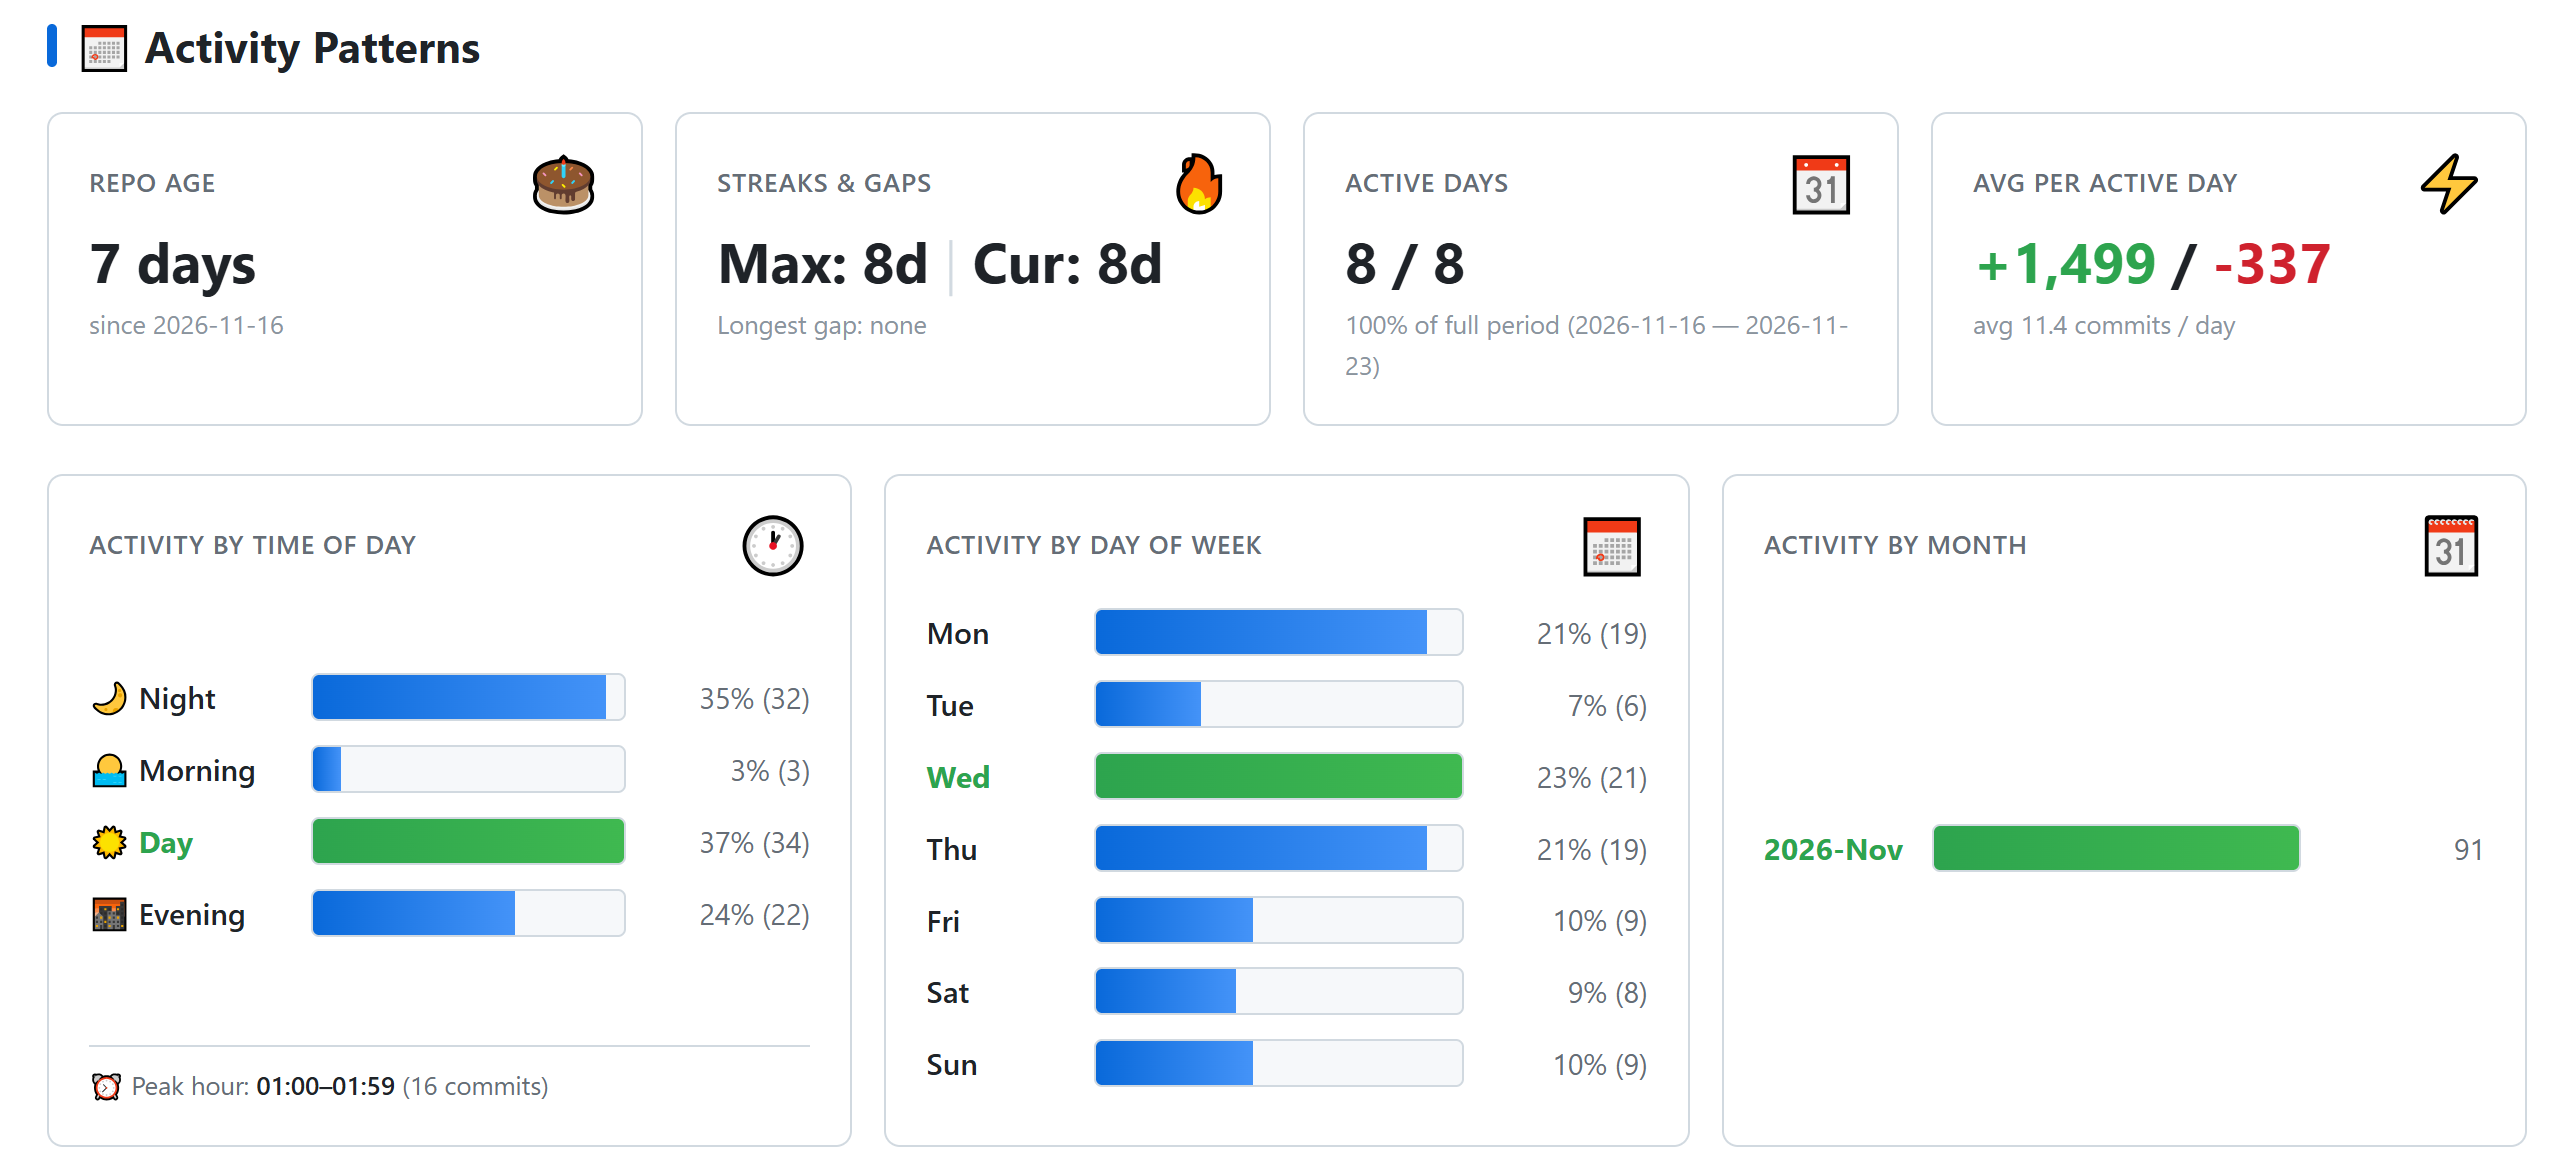 Activity Patterns
REPO AGE
7 days
since 2026-11-16
STREAKS & GAPS
Max: 8d | Cur: 8d
Longest gap: none
ACTIVE DAYS
31
8 / 8
100% of full period (2026-11-16 — 2026-11-
23)
AVG PER ACTIVE DAY
+1,499 / -337
avg 11.4 commits / day
ACTIVITY BY TIME OF DAY
Night 35% (32)
Morning 3% (3)
Day 37% (34)
Evening 24% (22)
Peak hour: 01:00–01:59 (16 commits)
ACTIVITY BY DAY OF WEEK
Mon 21% (19)
Tue 7% (6)
Wed 23% (21)
Thu 21% (19)
Fri 10% (9)
Sat 9% (8)
Sun 10% (9)
ACTIVITY BY MONTH
31
2026-Nov 91